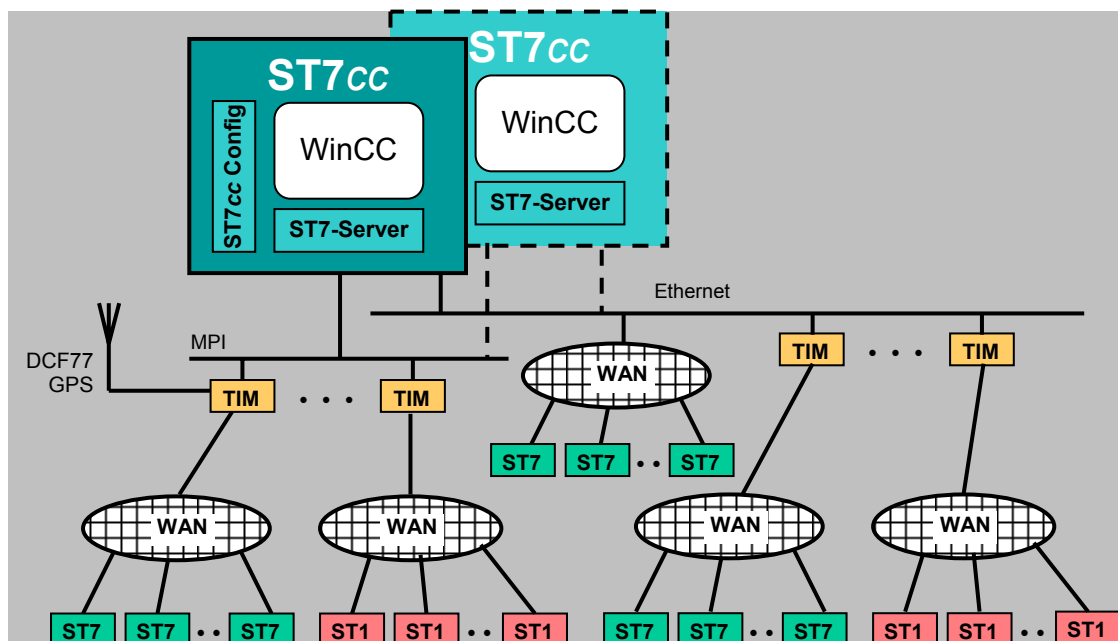 ST7cc
ST7cc
WinCC
WinCC
ST7cc Config
ST7-Server
ST7-Server
Ethernet
MPI
DCF77
GPS
TIM
TIM
TIM
TIM
WAN
ST7 ST7 ST7
WAN
WAN
WAN
WAN
ST7 ST7 ST7
ST1 ST1 ST1
ST7 ST7 ST7
ST1 ST1 ST1